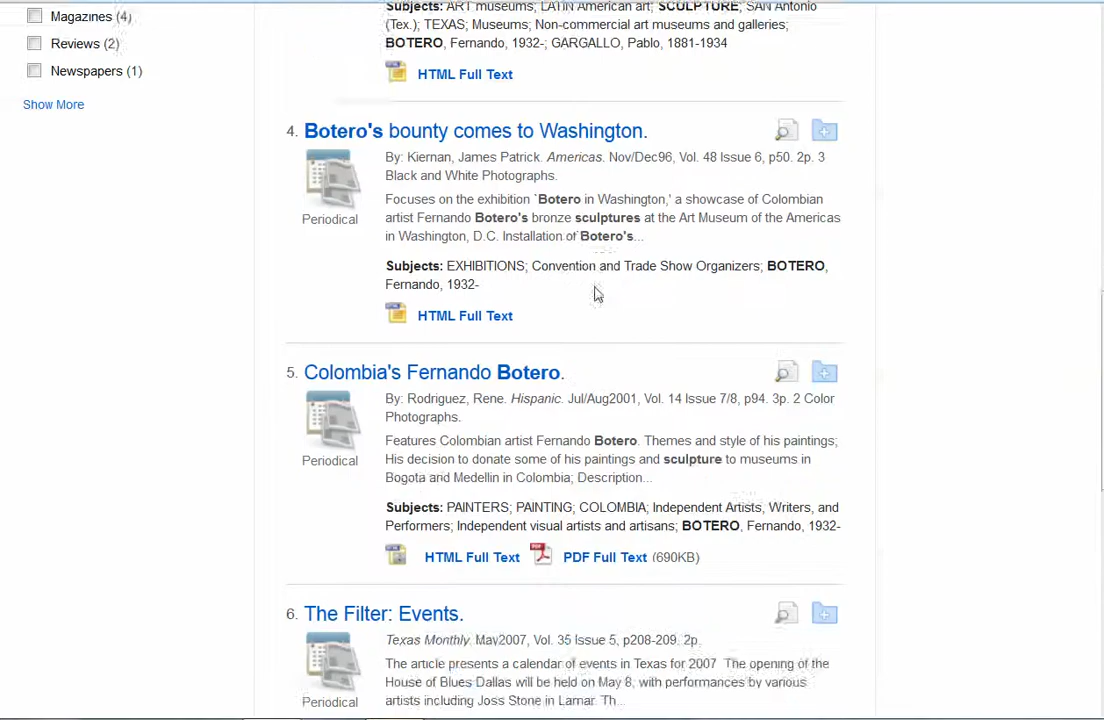 Magazines (4)
Reviews (2)
Newspapers (1)
Show More
Subjects: ART museums; LATIN American art; SCULPTURE; SAN Antonio
(Tex.); TEXAS; Museums; Non-commercial art museums and galleries;
BOTERO, Fernando, 1932-; GARGALLO, Pablo, 1881-1934
HTML Full Text
4. Botero's bounty comes to Washington.
By: Kiernan, James Patrick. Americas. Nov/Dec96, Vol. 48 Issue 6, p50. 2p. 3
Black and White Photographs.
Periodical
Focuses on the exhibition `Botero in Washington,' a showcase of Colombian
artist Fernando Botero's bronze sculptures at the Art Museum of the Americas
in Washington, D.C. Installation of Botero's...
Subjects: EXHIBITIONS; Convention and Trade Show Organizers; BOTERO,
Fernando, 1932-
HTML Full Text
5. Colombia's Fernando Botero.
By: Rodriguez, Rene. Hispanic. Jul/Aug2001, Vol. 14 Issue 7/8, p94. 3p. 2 Color
Photographs.
Periodical
Features Colombian artist Fernando Botero. Themes and style of his paintings;
His decision to donate some of his paintings and sculpture to museums in
Bogota and Medellin in Colombia; Description...
Subjects: PAINTERS; PAINTING; COLOMBIA; Independent Artists, Writers, and
Performers; Independent visual artists and artisans; BOTERO, Fernando, 1932-
HTML Full Text PDF Full Text (690KB)
6. The Filter: Events.
Texas Monthly. May2007, Vol. 35 Issue 5, p208-209. 2p.
The article presents a calendar of events in Texas for 2007 The opening of the
House of Blues Dallas will be held on May 8, with performances by various
artists including Joss Stone in Lamar. Th...
Periodical